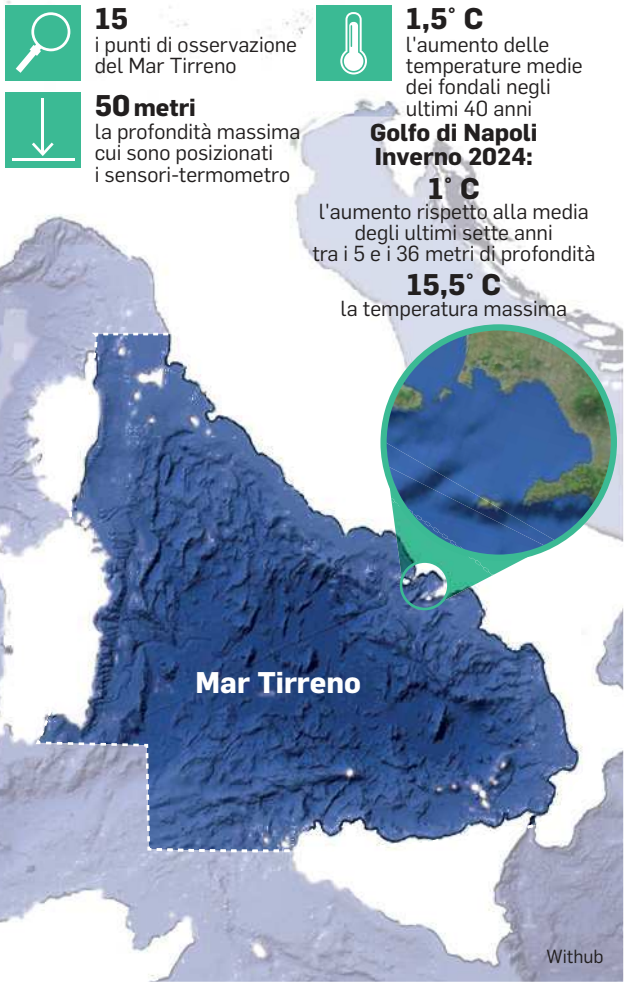 15
i punti di osservazione
del Mar Tirreno
50 metri
la profondità massima
cui sono posizionati
i sensori-termometro
1,5° C
l'aumento delle
temperature medie
dei fondali negli
ultimi 40 anni
Golfo di Napoli
Inverno 2024:
1° C
l'aumento rispetto alla media
degli ultimi sette anni
tra i 5 e i 36 metri di profondità
15,5° C
la temperatura massima
Mar Tirreno
Withub